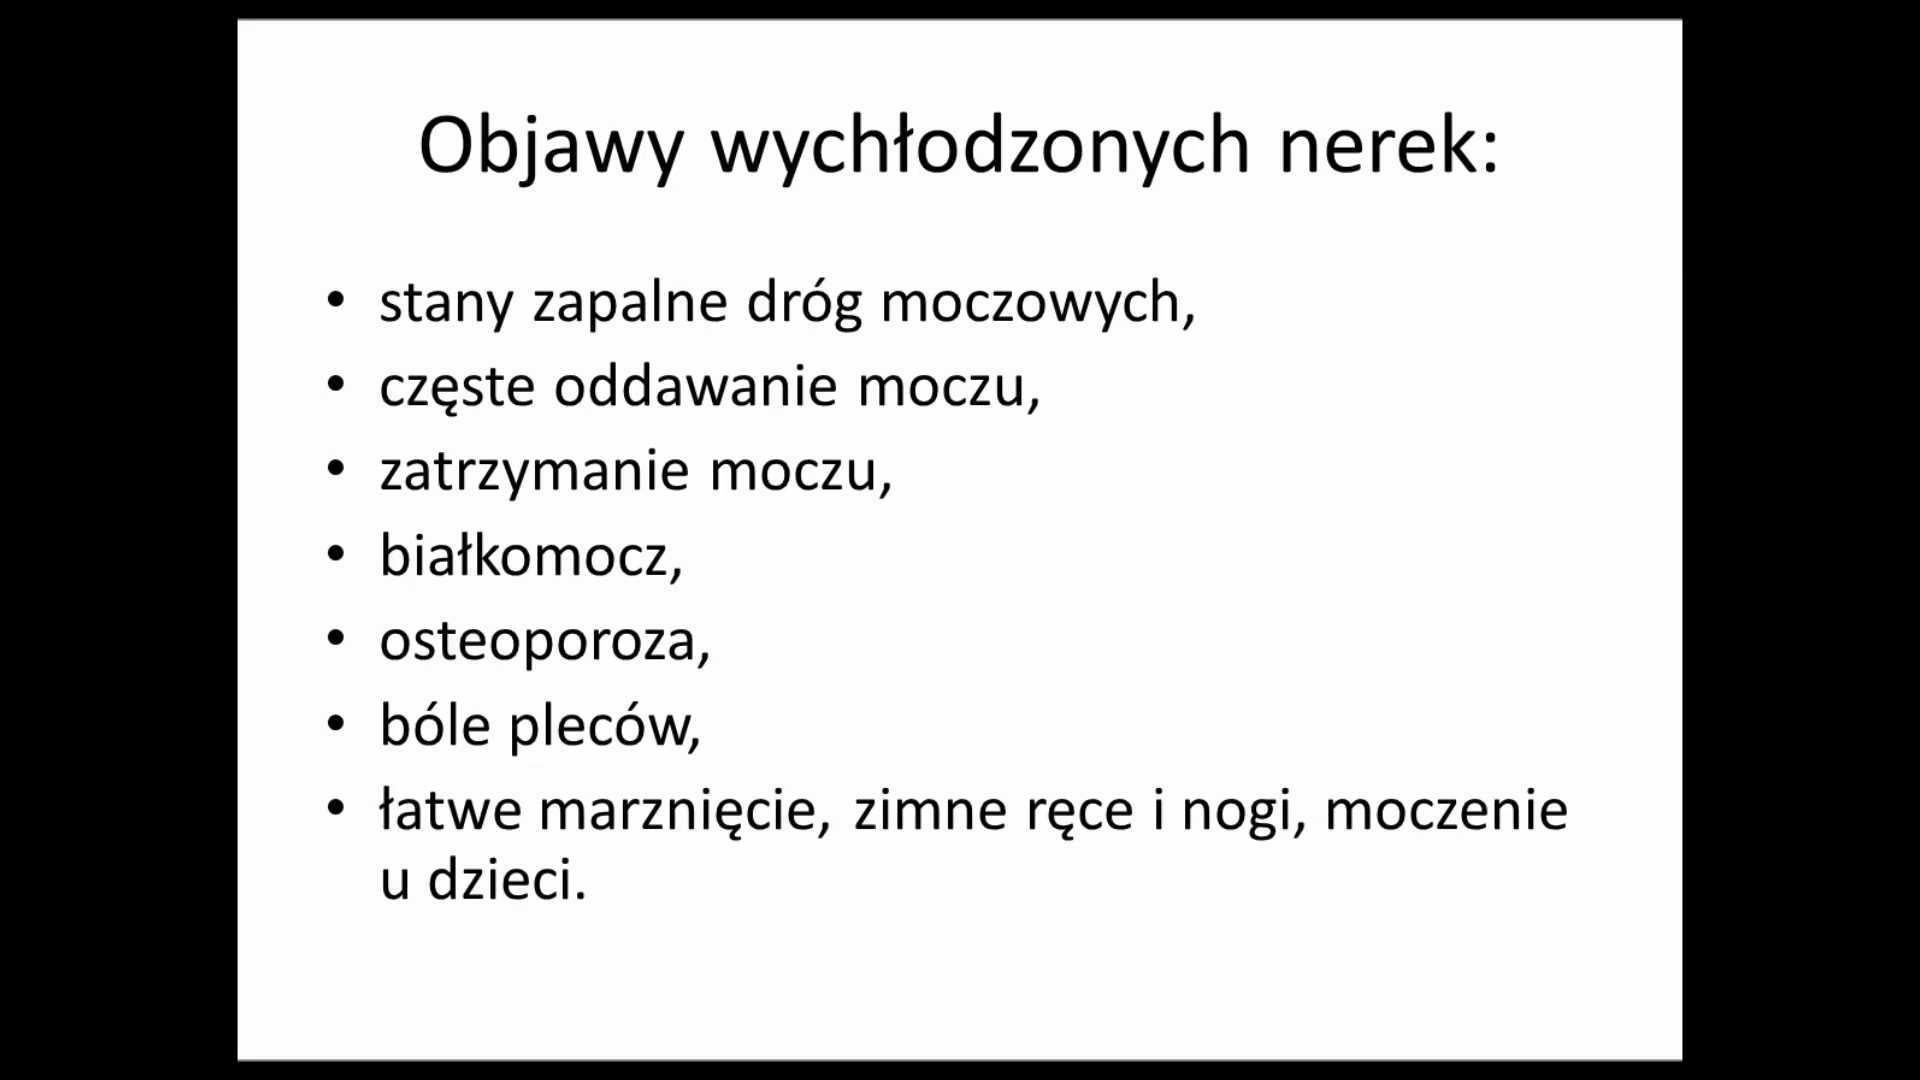 Objawy wychłodzonych nerek:
• stany zapalne dróg moczowych,
• częste oddawanie moczu,
• zatrzymanie moczu,
• białkomocz,
• osteoporoza,
• bóle pleców,
• łatwe marznięcie, zimne ręce i nogi, moczenie
u dzieci.